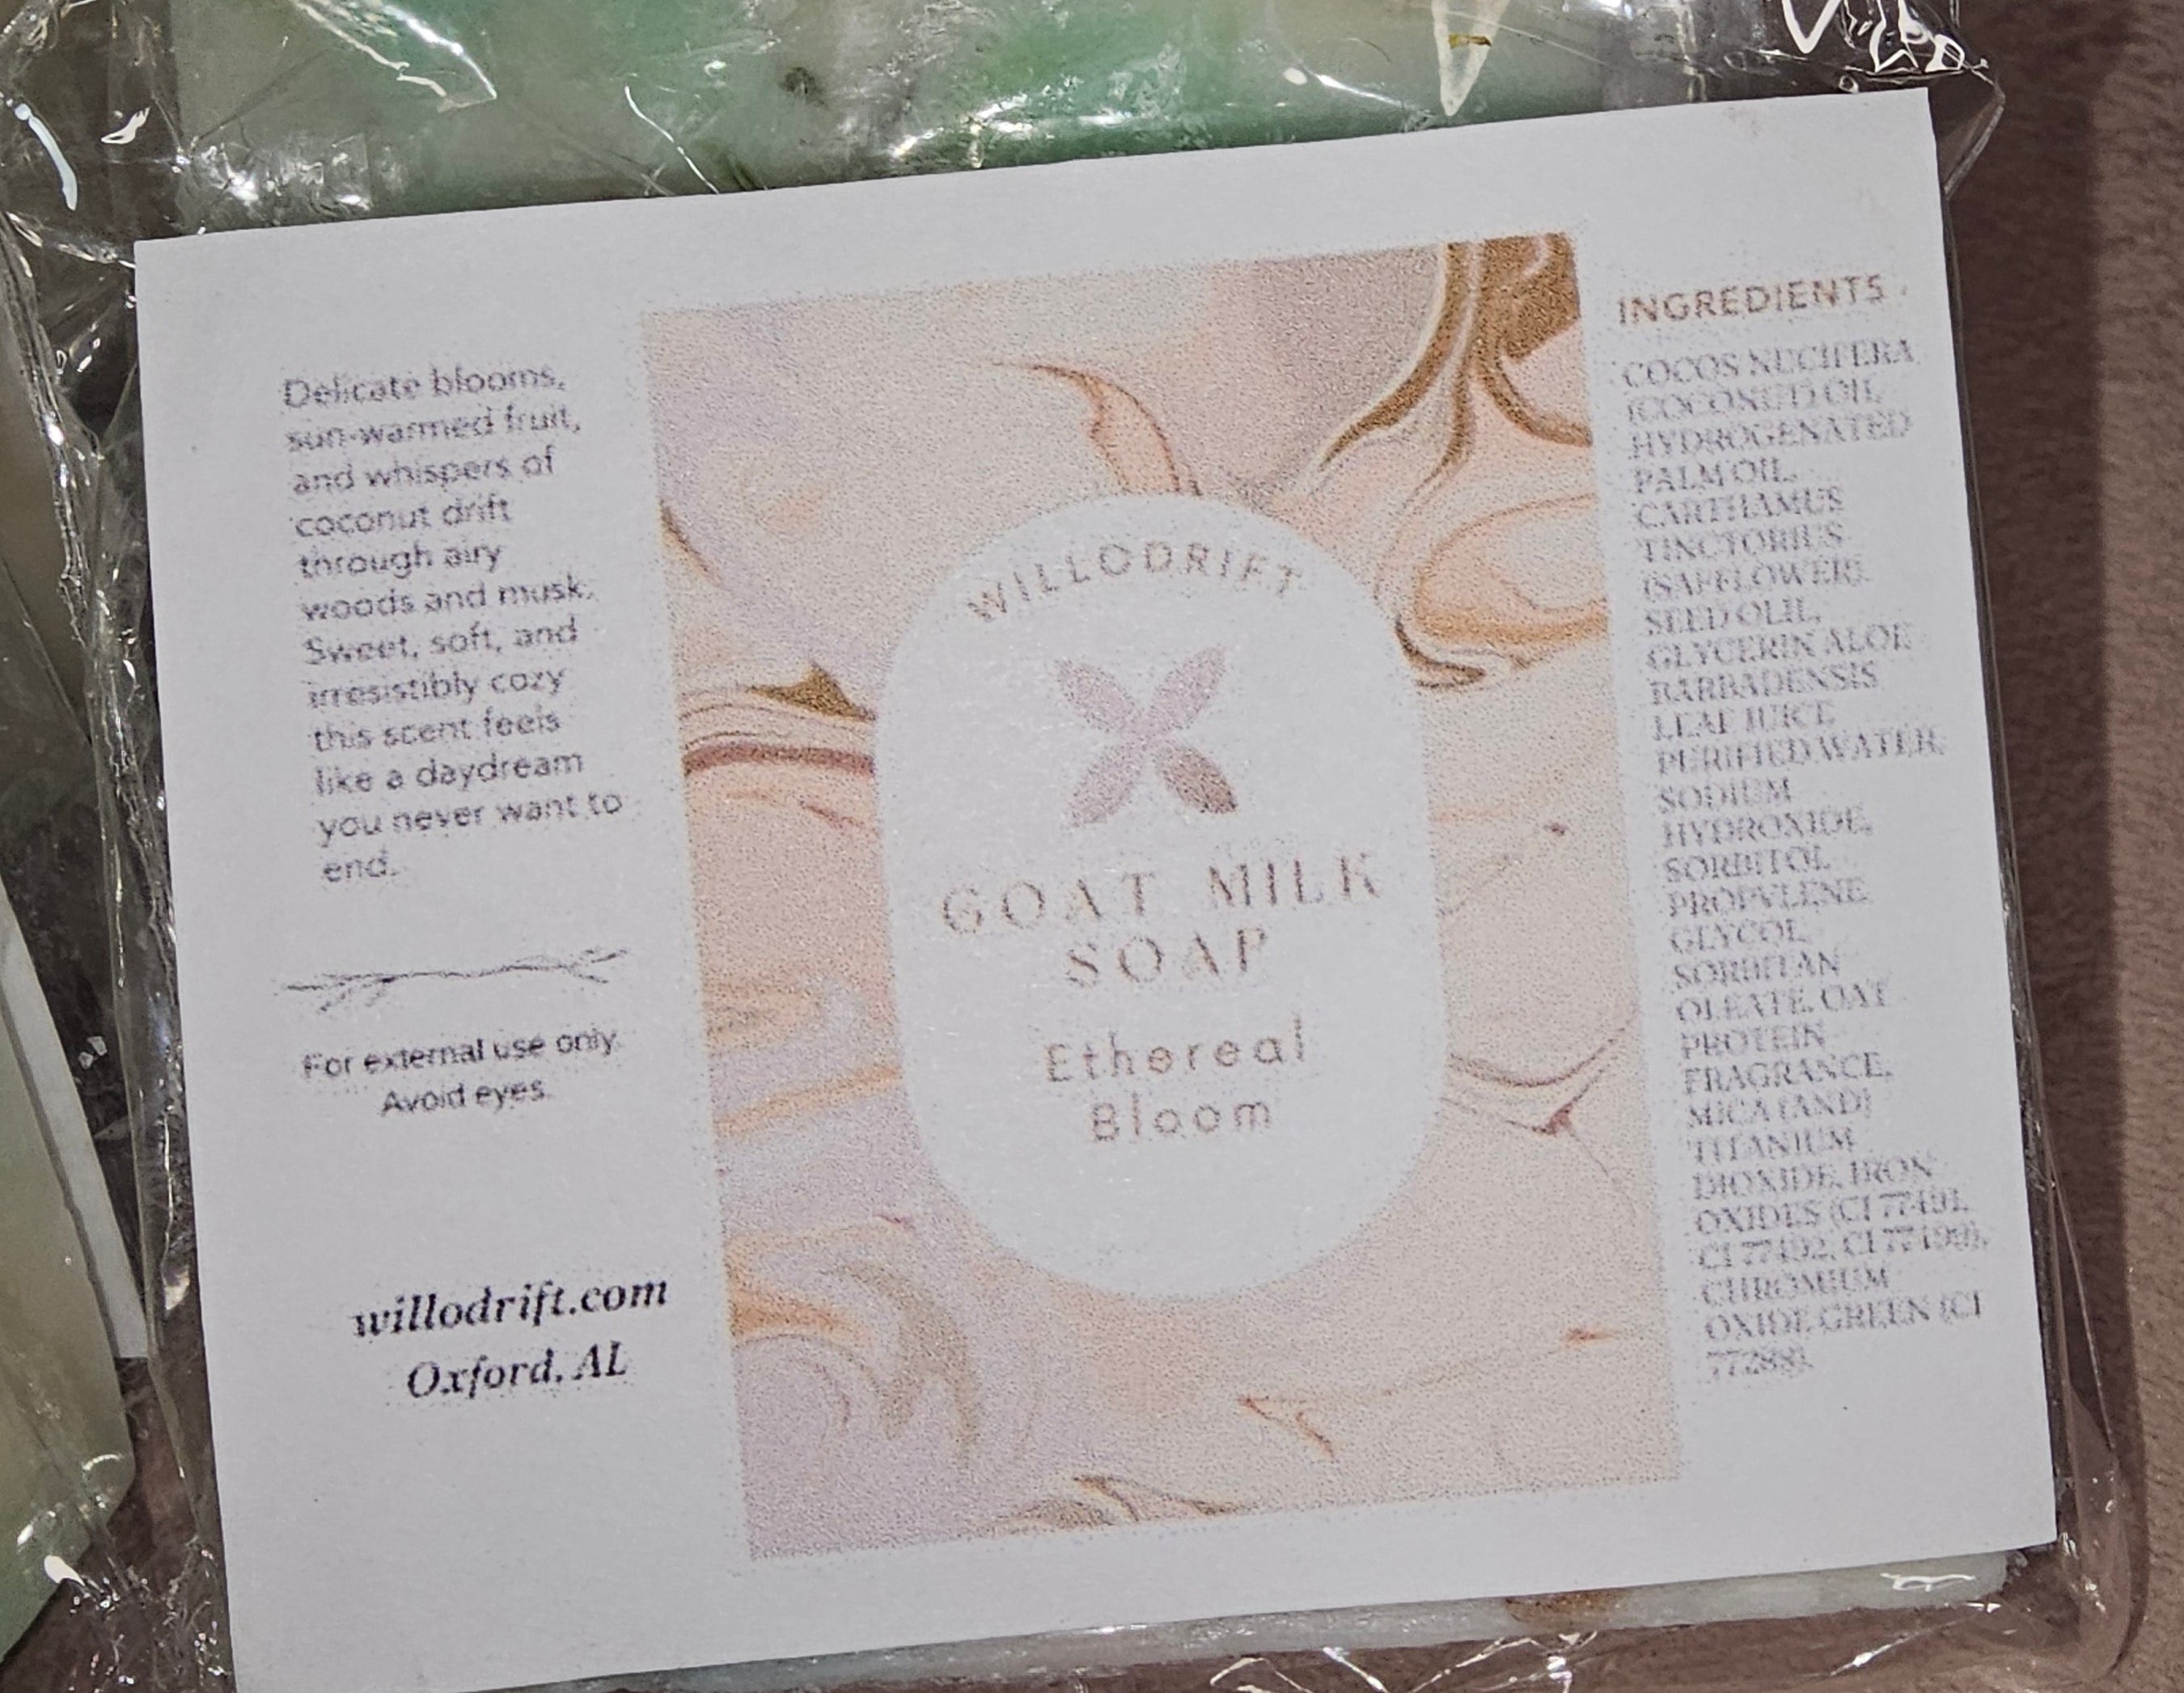 Delicate blooms,
sun-warmed fruit,
and whispers of
coconut drift
through airy
woods and musk.
Sweet, soft, and
irresistibly cozy
this scent feels
like a daydream
you never want to
end.
For external use only.
Avoid eyes.
willodrift.com
Oxford, AL
WILLODRIFT
GOAT MILK
SOAP
Ethereal
Bloom
INGREDIENTS
COCOS NUCIFERA
(COCONUT) OIL
HYDROGENATED
PALM OIL,
CARTHAMUS
TINCTORIUS
(SAFFLOWER)
SEED OLIL,
GLYCERIN ALOE
BARBADENSIS
LEAF JUICE
PURIFIED WATER,
SODIUM
HYDROXIDE,
SORBITOL
PROPYLENE
GLYCOL
SORBITAN
OLEATE, OAT
PROTEIN
FRAGRANCE,
MICA (AND)
TITANIUM
DIOXIDE, IRON
OXIDES (CI 77491,
CI 77492, CI 77499),
CHROMIUM
OXIDE GREEN (CI
77288).